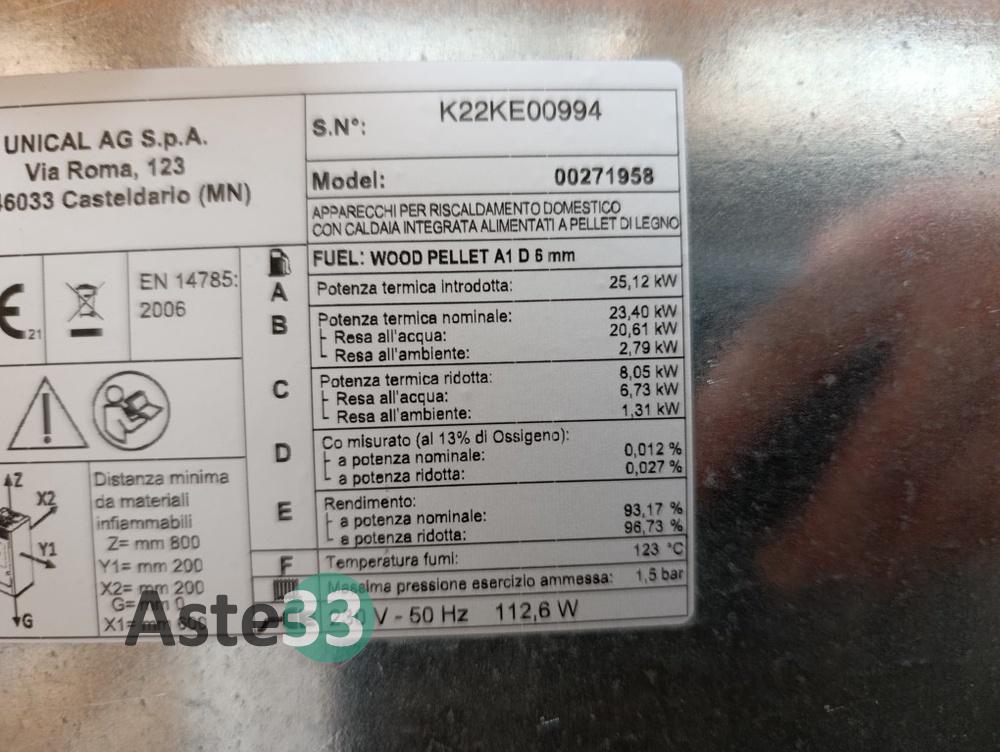 UNICAL AG S.p.A.
Via Roma, 123
46033 Casteldario (MN)
S.N°: K22KE00994
Model: 00271958
APPARECCHI PER RISCALDAMENTO DOMESTICO
CON CALDAIA INTEGRATA ALIMENTATI A PELLET DI LEGNO
CE 21
EN 14785:
2006
FUEL: WOOD PELLET A1 D 6 mm
A Potenza termica introdotta: 25,12 kW
B Potenza termica nominale: 23,40 kW
Resa all'acqua: 20,61 kW
Resa all'ambiente: 2,79 kW
C Potenza termica ridotta: 8,05 kW
Resa all'acqua: 6,73 kW
Resa all'ambiente: 1,31 kW
D Co misurato (al 13% di Ossigeno):
a potenza nominale: 0,012 %
a potenza ridotta: 0,027 %
E Rendimento:
a potenza nominale: 93,17 %
a potenza ridotta: 96,73 %
F Temperatura fumi: 123 °C
Massima pressione esercizio ammessa: 1,5 bar
V - 50 Hz 112,6 W
Z
X2
Y1
G
Distanza minima
da materiali
infiammabili
Z= mm 800
Y1= mm 200
X2= mm 200
G= mm 0
X1= mm
Aste33